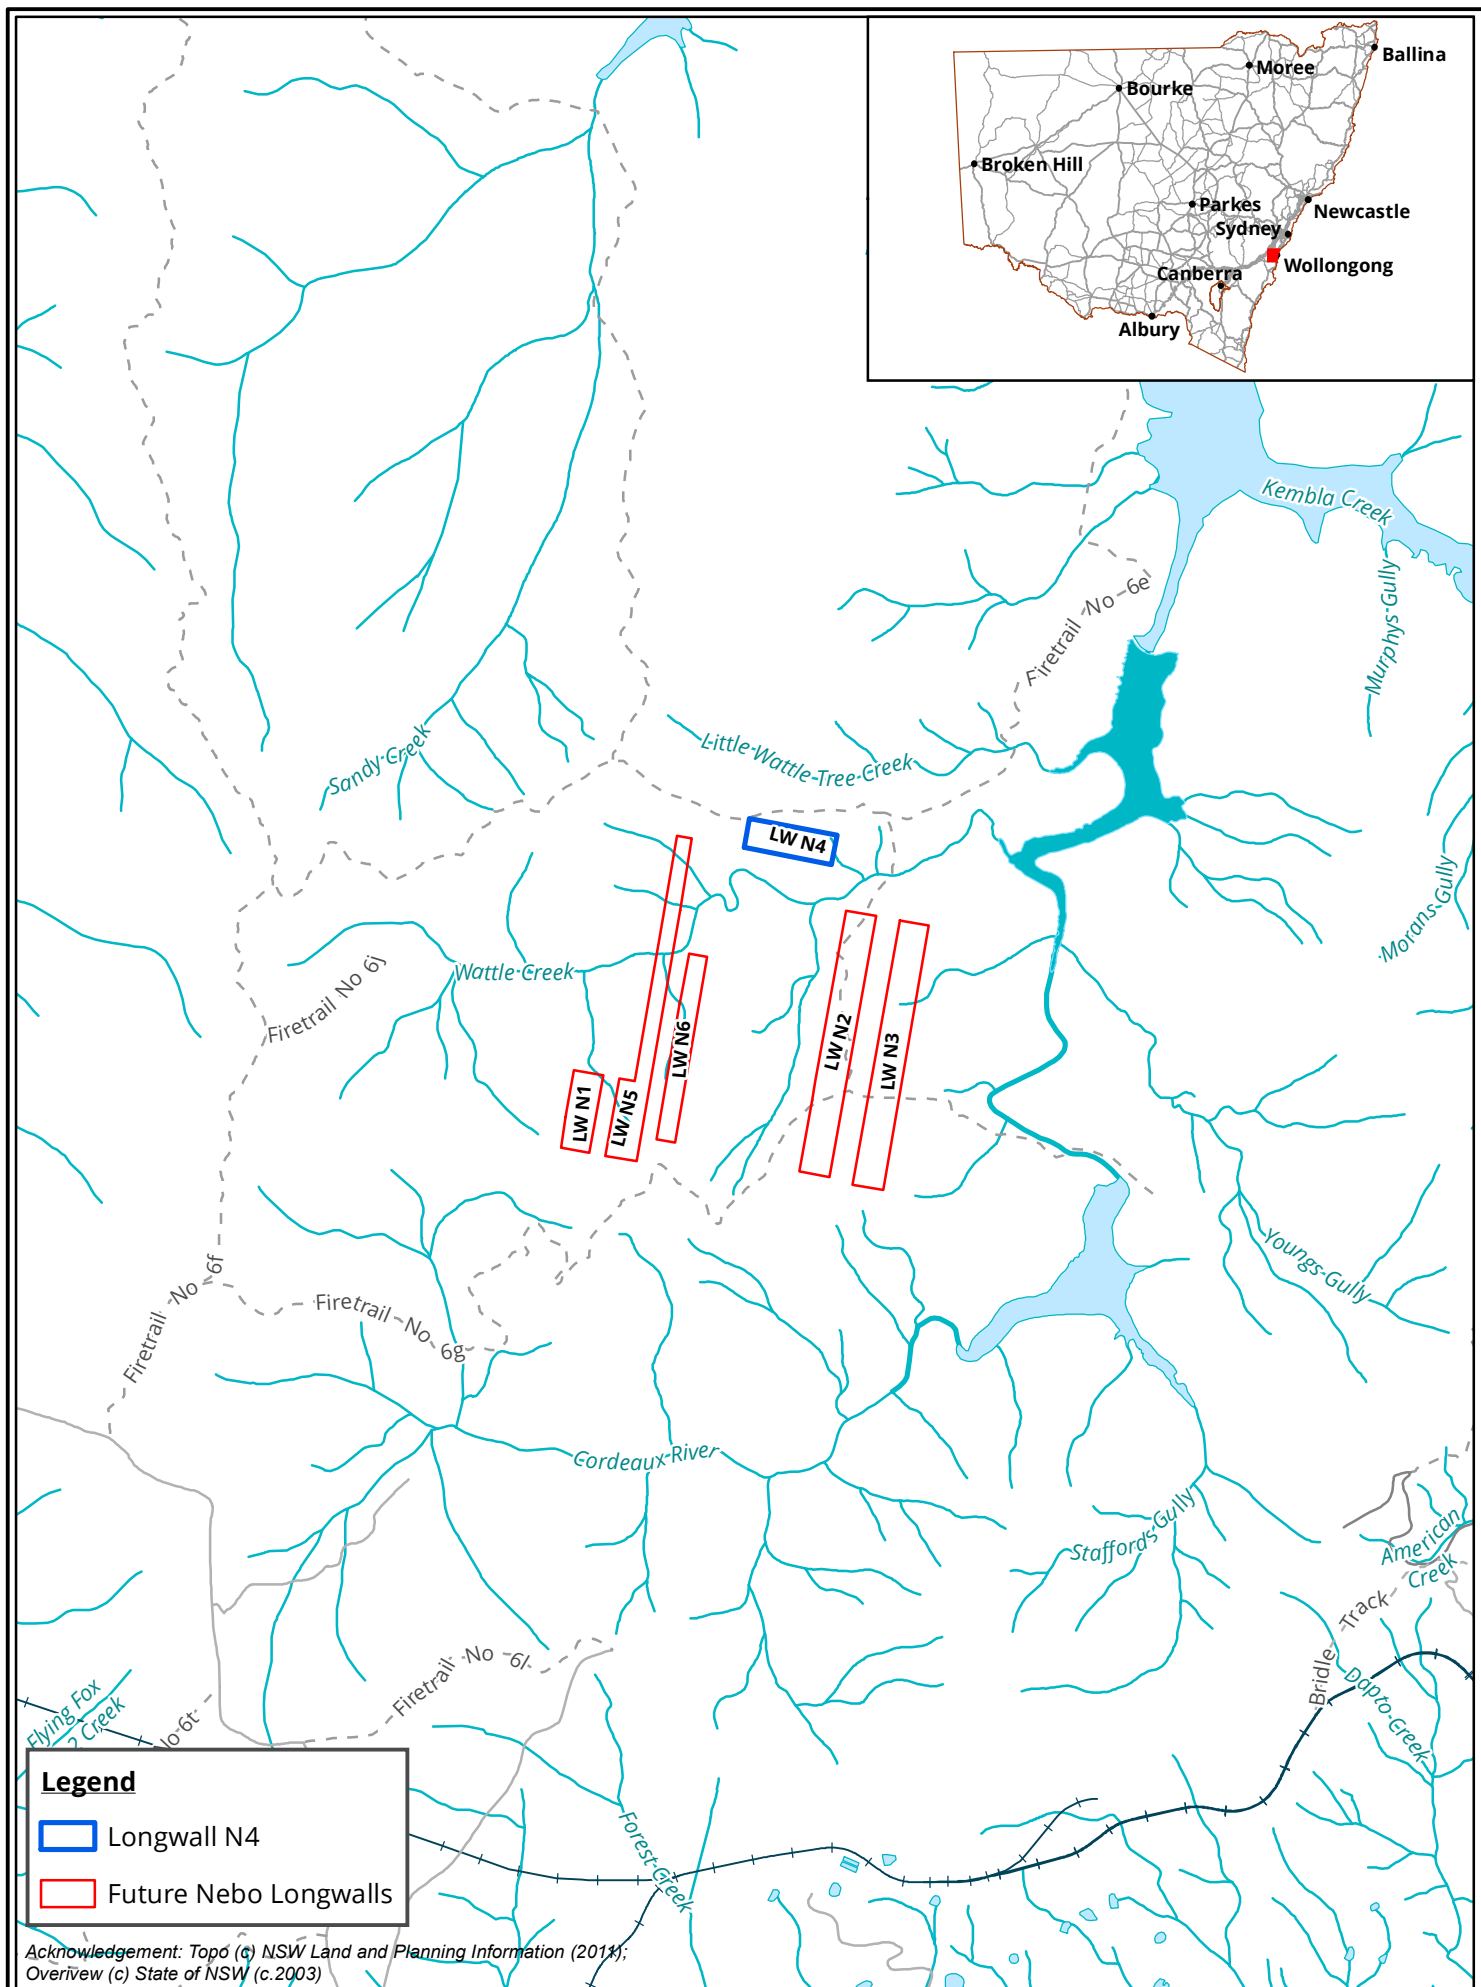 Ballina
Moree
Bourke
Broken Hill
Parkes
Newcastle
Sydney
Wollongong
Canberra
Albury
Kembla Creek
Murphys Gully
Firetrail No 6e
Little Wattle Tree Creek
Sandy Creek
LW N4
Morans Gully
Wattle Creek
Firetrail No 6j
LW N6
LW N2
LW N3
LW N1
LW N5
Youngs Gully
Firetrail No 6f
Firetrail No 6g
Cordeaux River
Staffords Gully
American
Creek
Bridle Track
Firetrail No 6l
Dapto Creek
Flying Fox
2 Creek
lo 6t
Forest Creek
Legend
Longwall N4
Future Nebo Longwalls
Acknowledgement: Topo (c) NSW Land and Planning Information (2011);
Overivew (c) State of NSW (c.2003)